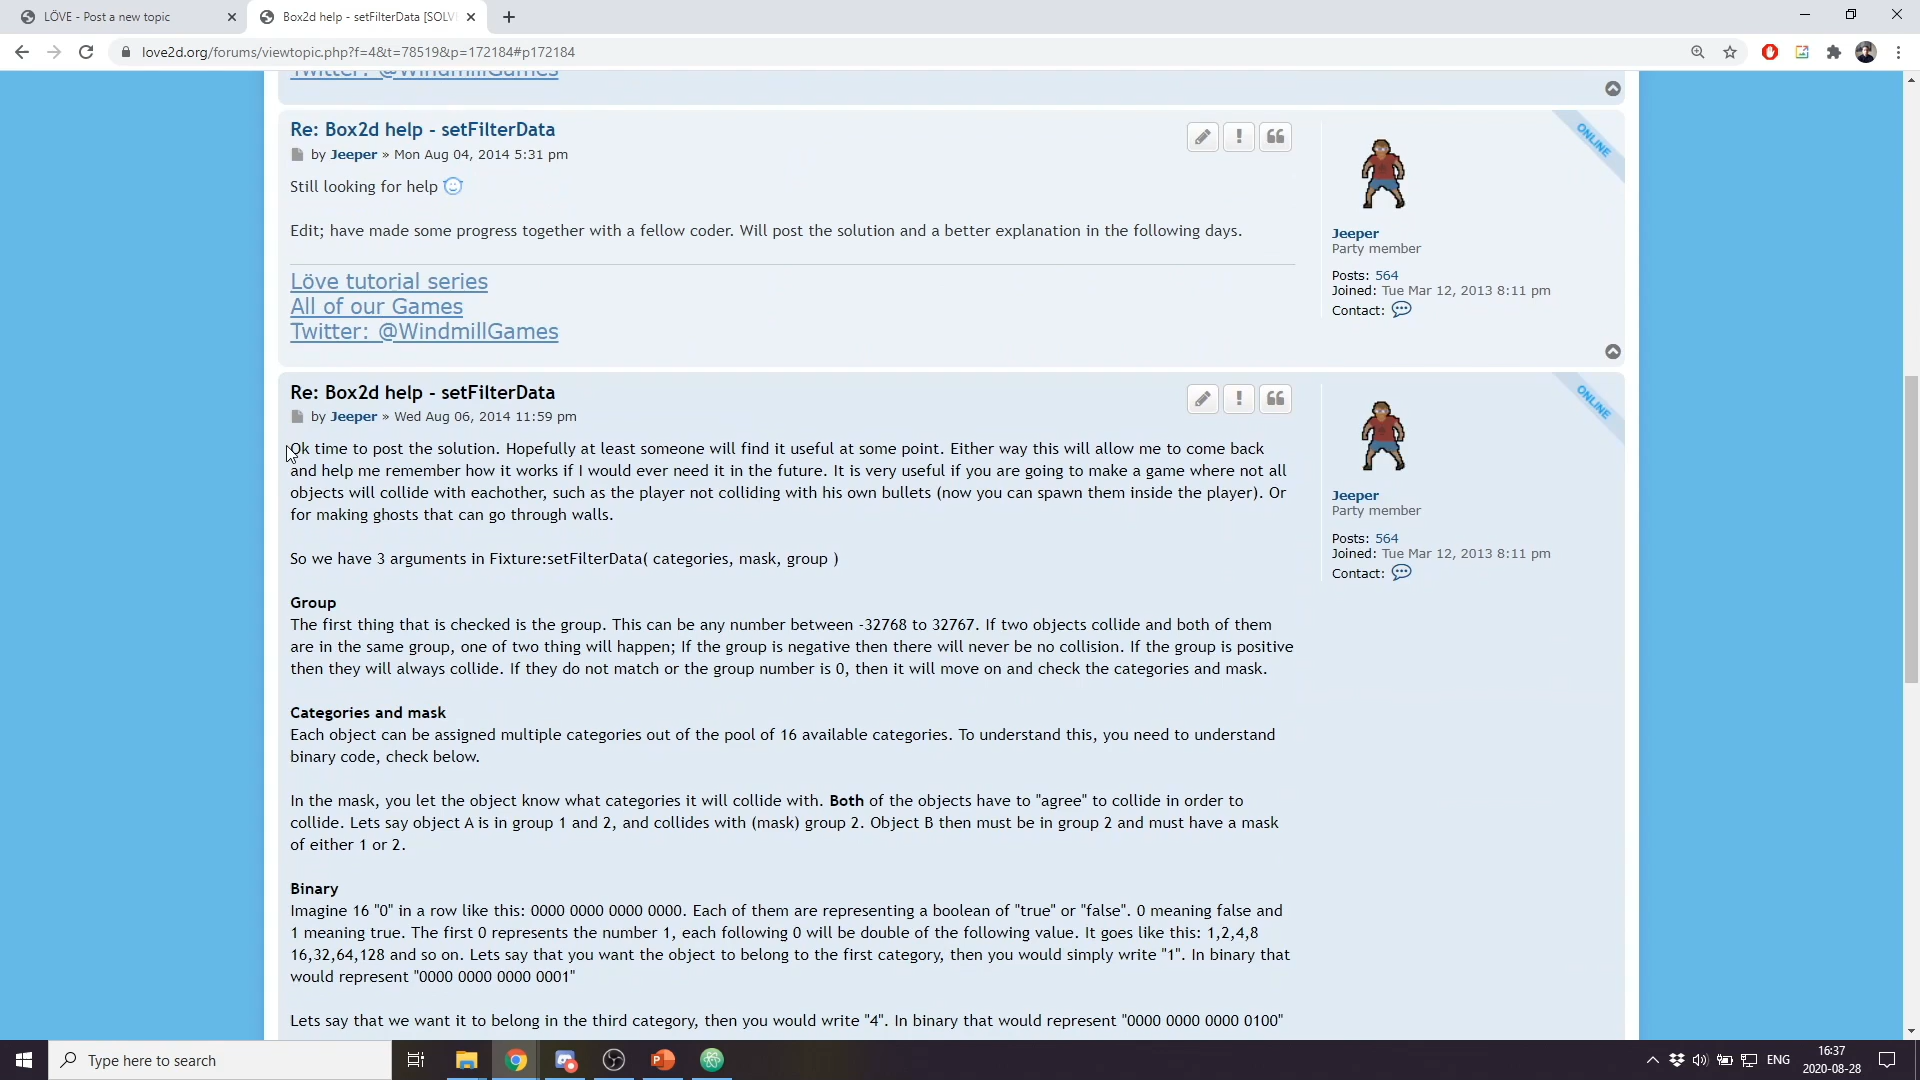 LÖVE - Post a new topic
Box2d help - setFilterData [SOLV
love2d.org/forums/viewtopic.php?f=4&t=78519&p=172184#p172184
Twitter: @WindmillGames
Re: Box2d help - setFilterData
by Jeeper » Mon Aug 04, 2014 5:31 pm
Still looking for help
Edit; have made some progress together with a fellow coder. Will post the solution and a better explanation in the following days.
Löve tutorial series
All of our Games
Twitter: @WindmillGames
ONLINE
Jeeper
Party member
Posts: 564
Joined: Tue Mar 12, 2013 8:11 pm
Contact:
Re: Box2d help - setFilterData
by Jeeper » Wed Aug 06, 2014 11:59 pm
Ok time to post the solution. Hopefully at least someone will find it useful at some point. Either way this will allow me to come back
and help me remember how it works if I would ever need it in the future. It is very useful if you are going to make a game where not all
objects will collide with eachother, such as the player not colliding with his own bullets (now you can spawn them inside the player). Or
for making ghosts that can go through walls.
So we have 3 arguments in Fixture:setFilterData( categories, mask, group )
Group
The first thing that is checked is the group. This can be any number between -32768 to 32767. If two objects collide and both of them
are in the same group, one of two thing will happen; If the group is negative then there will never be no collision. If the group is positive
then they will always collide. If they do not match or the group number is 0, then it will move on and check the categories and mask.
Categories and mask
Each object can be assigned multiple categories out of the pool of 16 available categories. To understand this, you need to understand
binary code, check below.
In the mask, you let the object know what categories it will collide with. Both of the objects have to "agree" to collide in order to
collide. Lets say object A is in group 1 and 2, and collides with (mask) group 2. Object B then must be in group 2 and must have a mask
of either 1 or 2.
Binary
Imagine 16 "0" in a row like this: 0000 0000 0000 0000. Each of them are representing a boolean of "true" or "false". 0 meaning false and
1 meaning true. The first 0 represents the number 1, each following 0 will be double of the following value. It goes like this: 1,2,4,8
16,32,64,128 and so on. Lets say that you want the object to belong to the first category, then you would simply write "1". In binary that
would represent "0000 0000 0000 0001"
Lets say that we want it to belong in the third category, then you would write "4". In binary that would represent "0000 0000 0000 0100"
ONLINE
Jeeper
Party member
Posts: 564
Joined: Tue Mar 12, 2013 8:11 pm
Contact:
Type here to search
ENG
16:37
2020-08-28